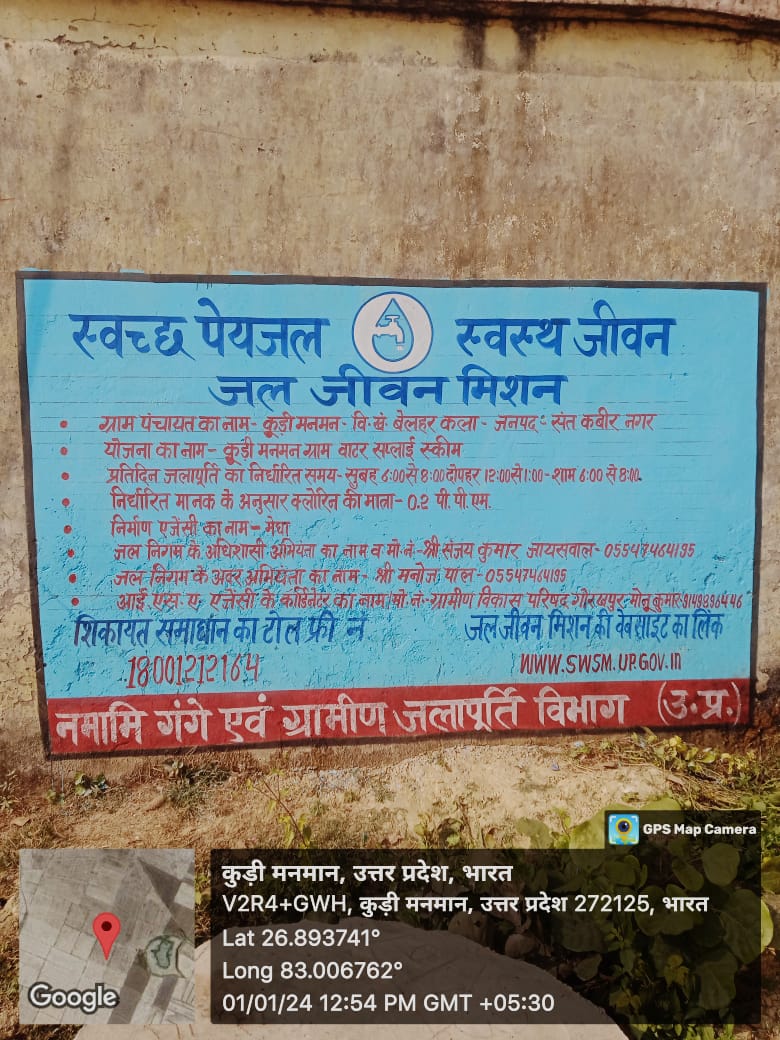 स्वच्छ पेयजल स्वस्थ जीवन
जल जीवन मिशन
• ग्राम पंचायत का नाम- कूड़ी मनमन- वि.खं. बेलहर कला- जनपद- संत कबीर नगर
• योजना का नाम- कूड़ी मनमन ग्राम वाटर सप्लाई स्कीम
• प्रतिदिन जलापूर्ति का निर्धारित समय- सुबह 6:00 से 8:00 दोपहर 12:00 से 1:00- शाम 6:00 से 8:00.
• निर्धारित मानक के अनुसार क्लोरिन की मात्रा- 0.2 पी. पी. एम.
• निर्माण एजेंसी का नाम- मेघा
• जल निगम के अधिशासी अभियंता का नाम व मो. नं- श्री संजय कुमार जायसवाल- 05547464195
• जल निगम के अवर अभियंता का नाम- श्री मनोज पाल- 05547464195
• आई. एस. ए. एजेंसी के कॉर्डिनेटर का नाम मो. नं- ग्रामीण विकास परिषद गोरखपुर- मोनू कुमार-
शिकायत समाधान का टोल फ्री नं. जल जीवन मिशन की वेबसाइट का लिंक
18001212164 WWW.SWSM.UP.GOV.in
नमामि गंगे एवं ग्रामीण जलापूर्ति विभाग (उ.प्र.)
GPS Map Camera
कुड़ी मनमान, उत्तर प्रदेश, भारत
V2R4+GWH, कुड़ी मनमान, उत्तर प्रदेश 272125, भारत
Lat 26.893741°
Long 83.006762°
01/01/24 12:54 PM GMT +05:30
Google